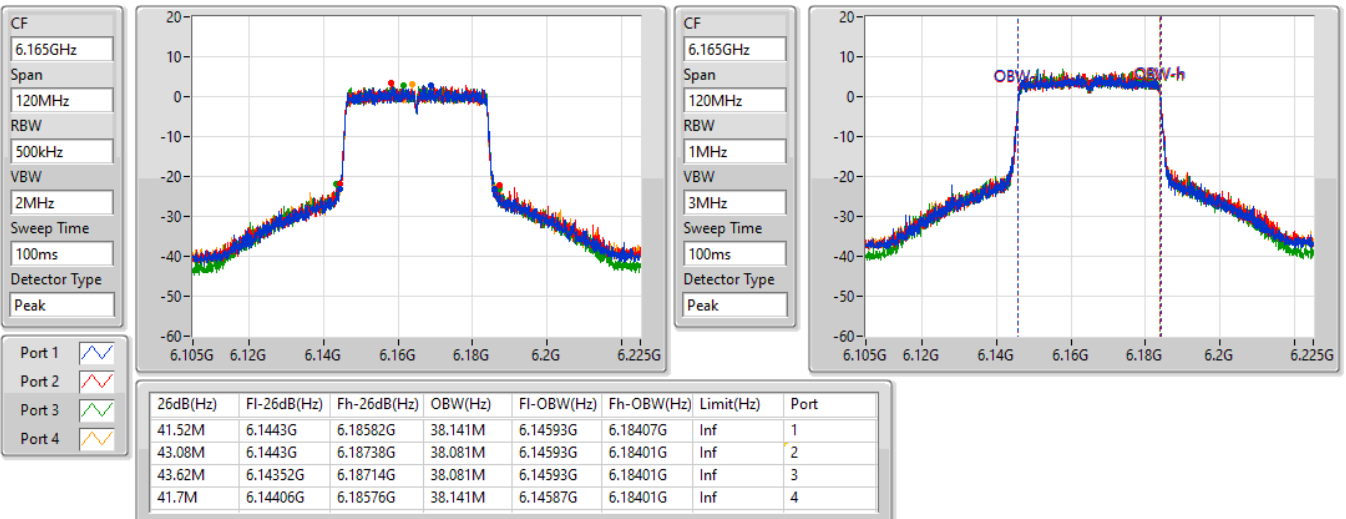 CF
6.165GHz
Span
120MHz
RBW
500kHz
VBW
2MHz
Sweep Time
100ms
Detector Type
Peak
20
10
0
-10
-20
-30
-40
-50
-60
6.105G 6.12G 6.14G 6.16G 6.18G 6.2G 6.225G
CF
6.165GHz
Span
120MHz
RBW
1MHz
VBW
3MHz
Sweep Time
100ms
Detector Type
Peak
20
10
0
-10
-20
-30
-40
-50
-60
OBW-h
6.105G 6.12G 6.14G 6.16G 6.18G 6.2G 6.225G
Port 1
Port 2
Port 3
Port 4
26dB(Hz) Fl-26dB(Hz) Fh-26dB(Hz) OBW(Hz) Fl-OBW(Hz) Fh-OBW(Hz) Limit(Hz) Port
41.52M 6.1443G 6.18582G 38.141M 6.14593G 6.18407G Inf 1
43.08M 6.1443G 6.18738G 38.081M 6.14593G 6.18401G Inf 2
43.62M 6.14352G 6.18714G 38.081M 6.14593G 6.18401G Inf 3
41.7M 6.14406G 6.18576G 38.141M 6.14587G 6.18401G Inf 4